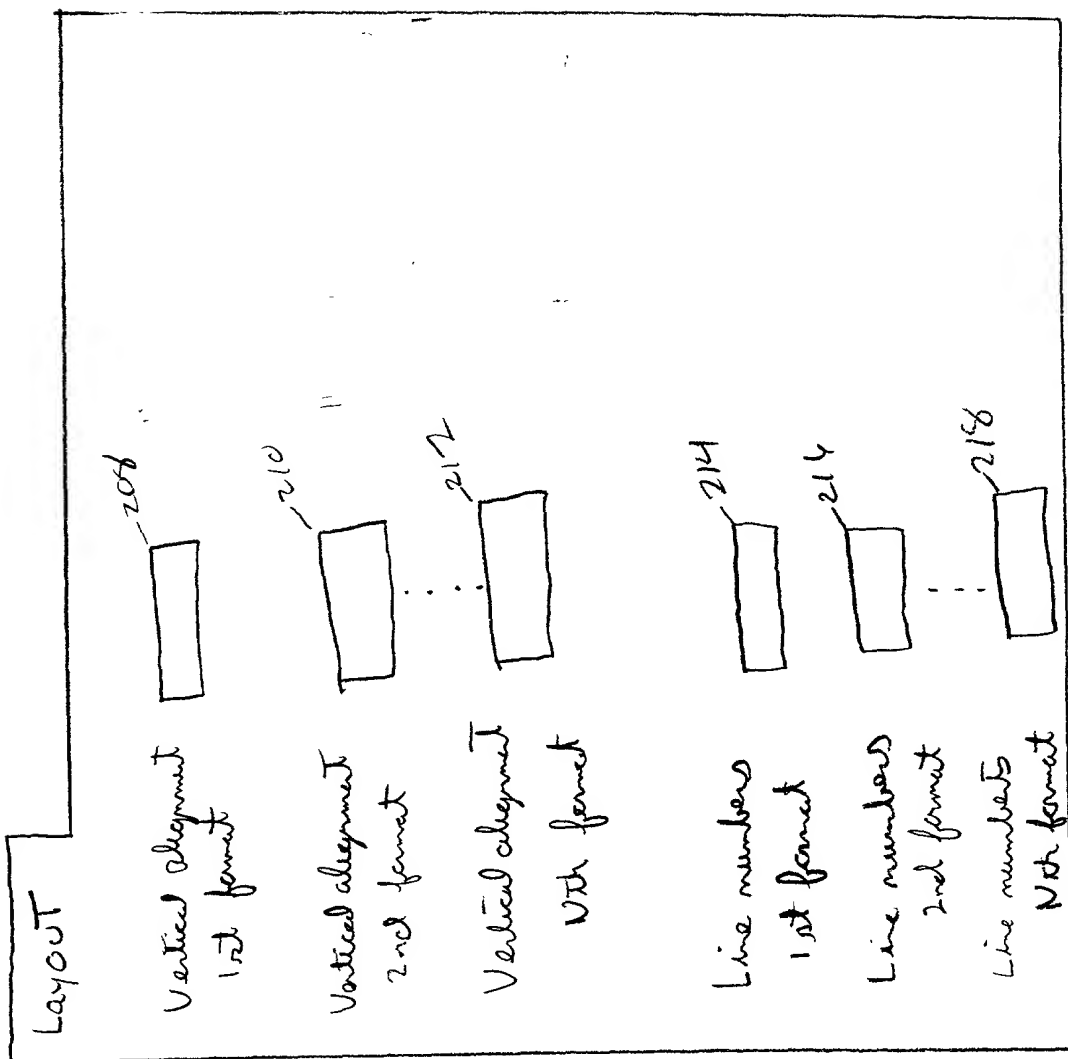 Layout
Vertical alignment
1st format
208
Vertical alignment
2nd format
210
Vertical alignment
Nth format
212
Line numbers
1st format
214
Line numbers
2nd format
216
Line numbers
Nth format
218